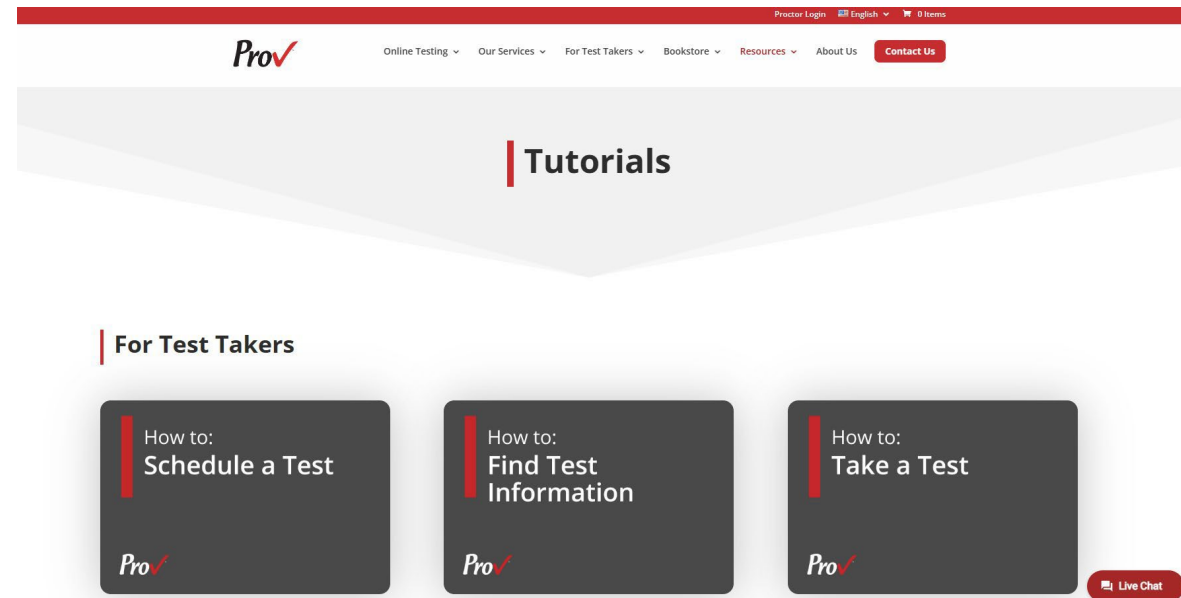 Proctor Login English 0 Items
Prov
Online Testing Our Services For Test Takers Bookstore Resources About Us Contact Us
Tutorials
For Test Takers
How to:
Schedule a Test
Prov
How to:
Find Test
Information
Prov
How to:
Take a Test
Prov
Live Chat